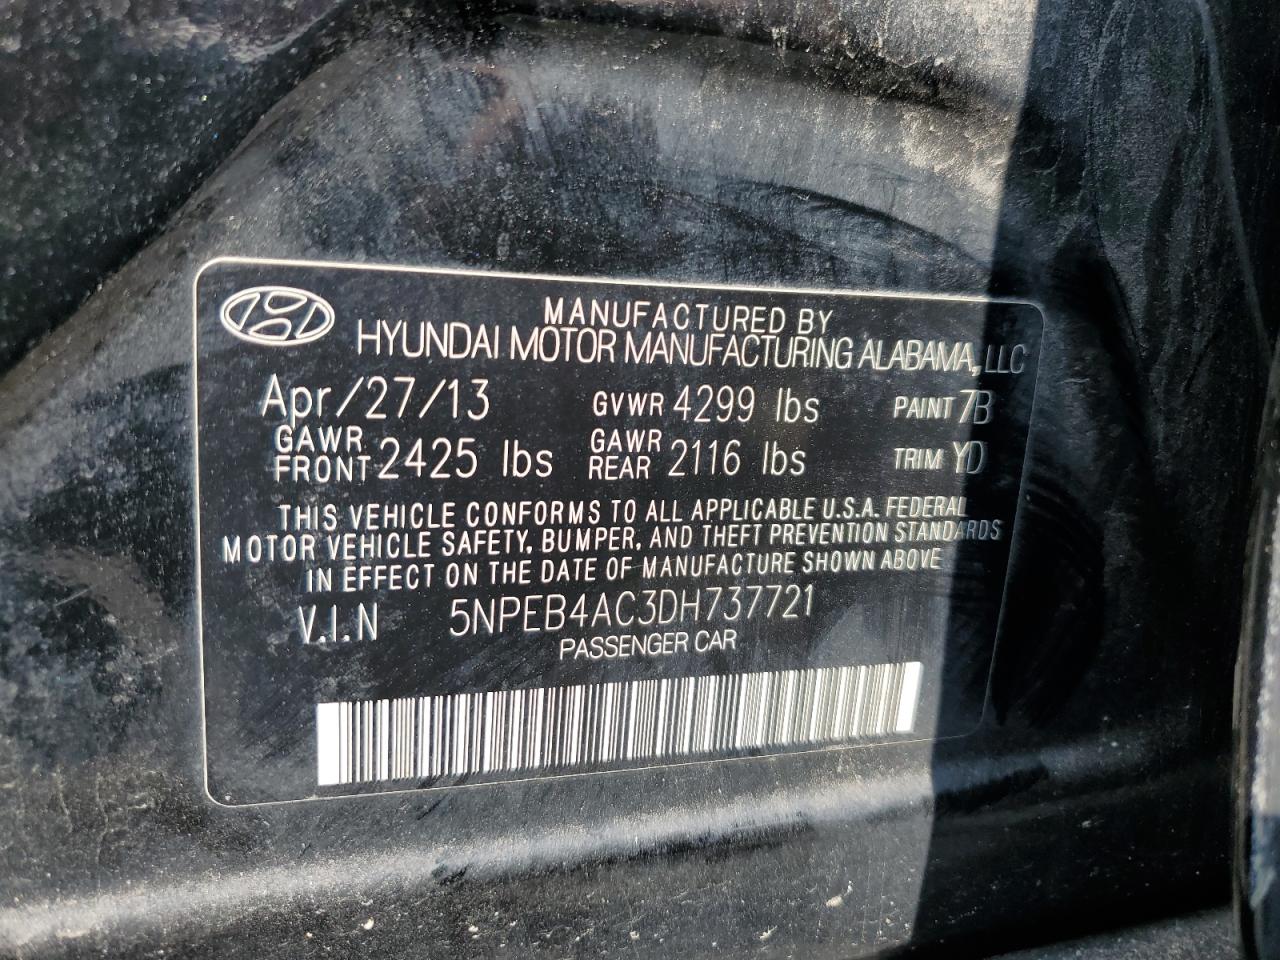 MANUFACTURED BY
HYUNDAI MOTOR MANUFACTURING ALABAMA, LLC
Apr/27/13 GVWR 4299 lbs PAINT 7B
GAWR FRONT 2425 lbs GAWR REAR 2116 lbs TRIM YD
THIS VEHICLE CONFORMS TO ALL APPLICABLE U.S.A. FEDERAL
MOTOR VEHICLE SAFETY, BUMPER, AND THEFT PREVENTION STANDARDS
IN EFFECT ON THE DATE OF MANUFACTURE SHOWN ABOVE
V.I.N 5NPEB4AC3DH737721
PASSENGER CAR